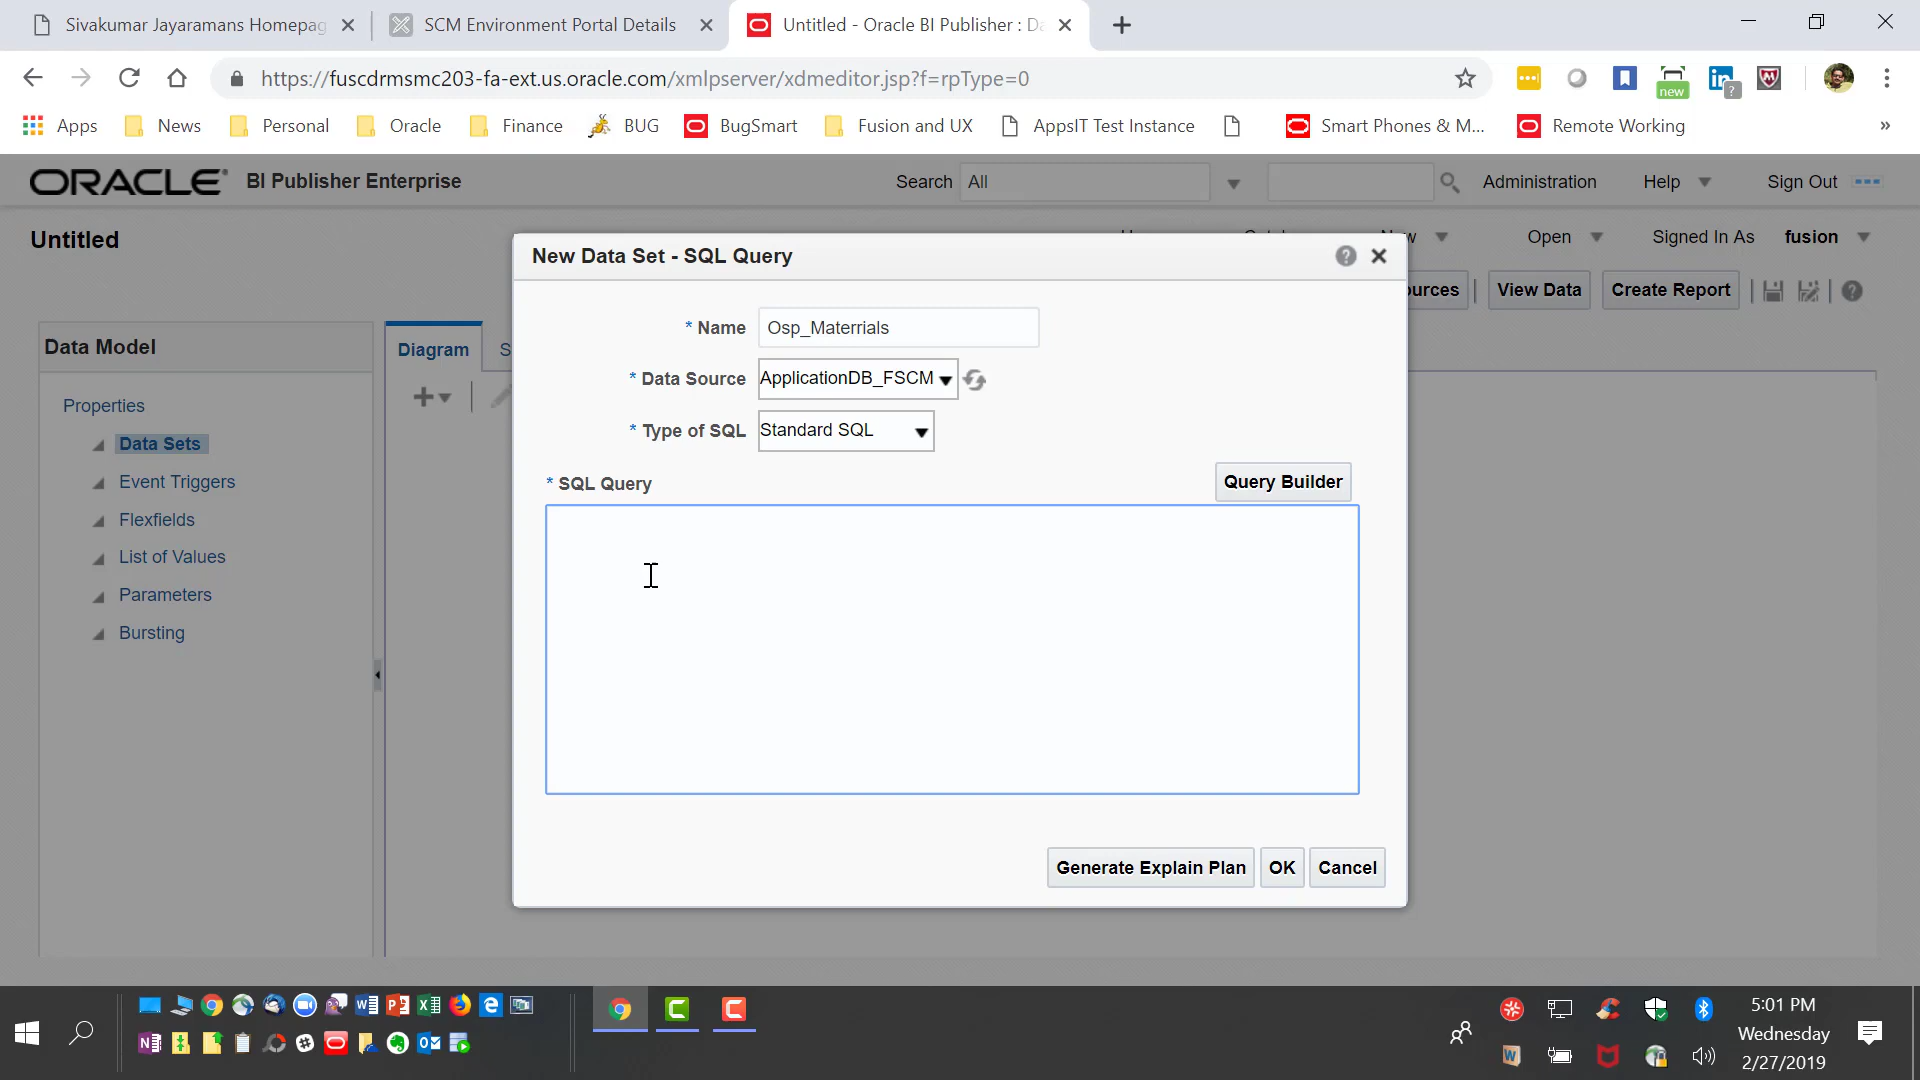 Sivakumar Jayaramans Homepag
SCM Environment Portal Details
Untitled - Oracle BI Publisher : Da
https://fuscdrmsmc203-fa-ext.us.oracle.com/xmlpserver/xdmeditor.jsp?f=rpType=0
new
Apps
News
Personal
Oracle
Finance
BUG
BugSmart
Fusion and UX
AppsIT Test Instance
Smart Phones & M...
Remote Working
»
ORACLE BI Publisher Enterprise
Search All
Administration
Help
Sign Out
Untitled
Open
Signed In As fusion
View Data
Create Report
Data Model
Diagram
Properties
Data Sets
Event Triggers
Flexfields
List of Values
Parameters
Bursting
New Data Set - SQL Query
* Name Osp_Materrials
* Data Source ApplicationDB_FSCM
* Type of SQL Standard SQL
* SQL Query
Query Builder
Generate Explain Plan
OK
Cancel
5:01 PM
Wednesday
2/27/2019